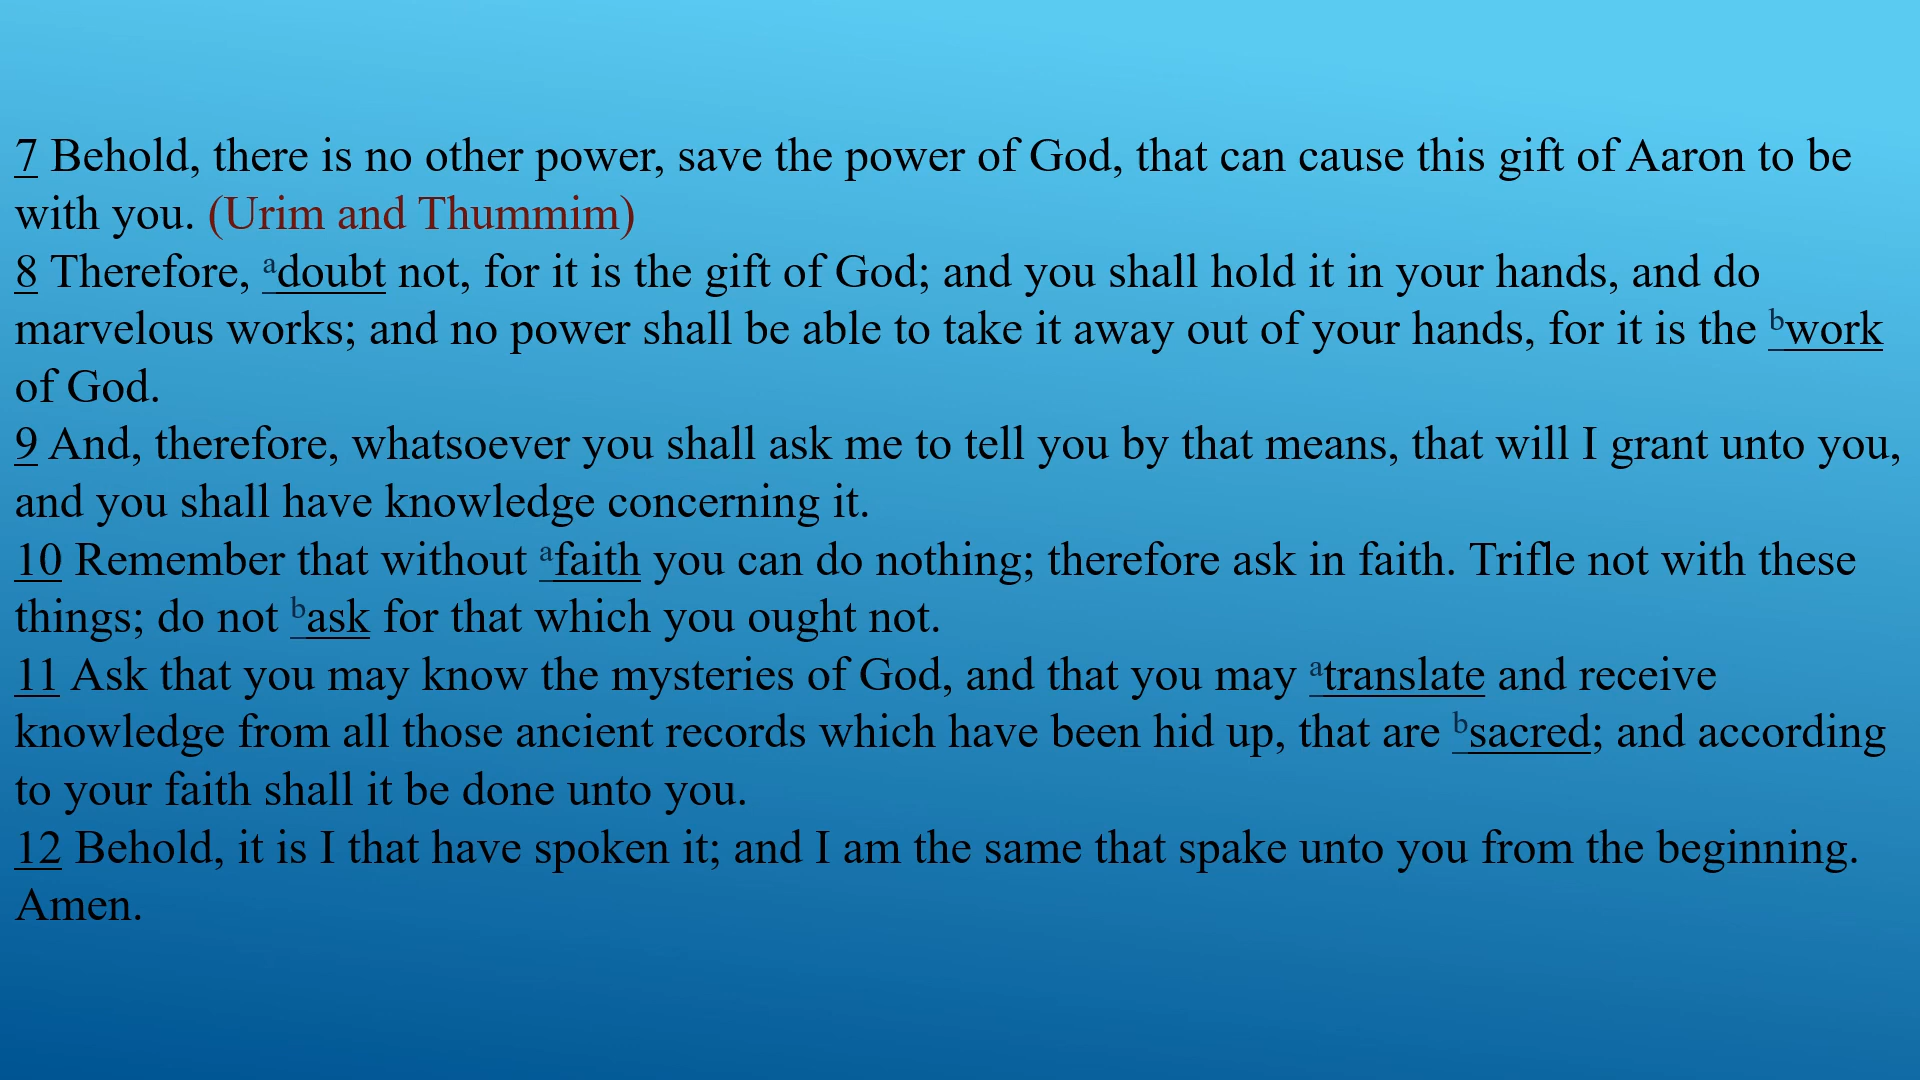 7 Behold, there is no other power, save the power of God, that can cause this gift of Aaron to be
with you. (Urim and Thummim)
8 Therefore, adoubt not, for it is the gift of God; and you shall hold it in your hands, and do
marvelous works; and no power shall be able to take it away out of your hands, for it is the bwork
of God.
9 And, therefore, whatsoever you shall ask me to tell you by that means, that will I grant unto you,
and you shall have knowledge concerning it.
10 Remember that without afaith you can do nothing; therefore ask in faith. Trifle not with these
things; do not bask for that which you ought not.
11 Ask that you may know the mysteries of God, and that you may atranslate and receive
knowledge from all those ancient records which have been hid up, that are bsacred; and according
to your faith shall it be done unto you.
12 Behold, it is I that have spoken it; and I am the same that spake unto you from the beginning.
Amen.